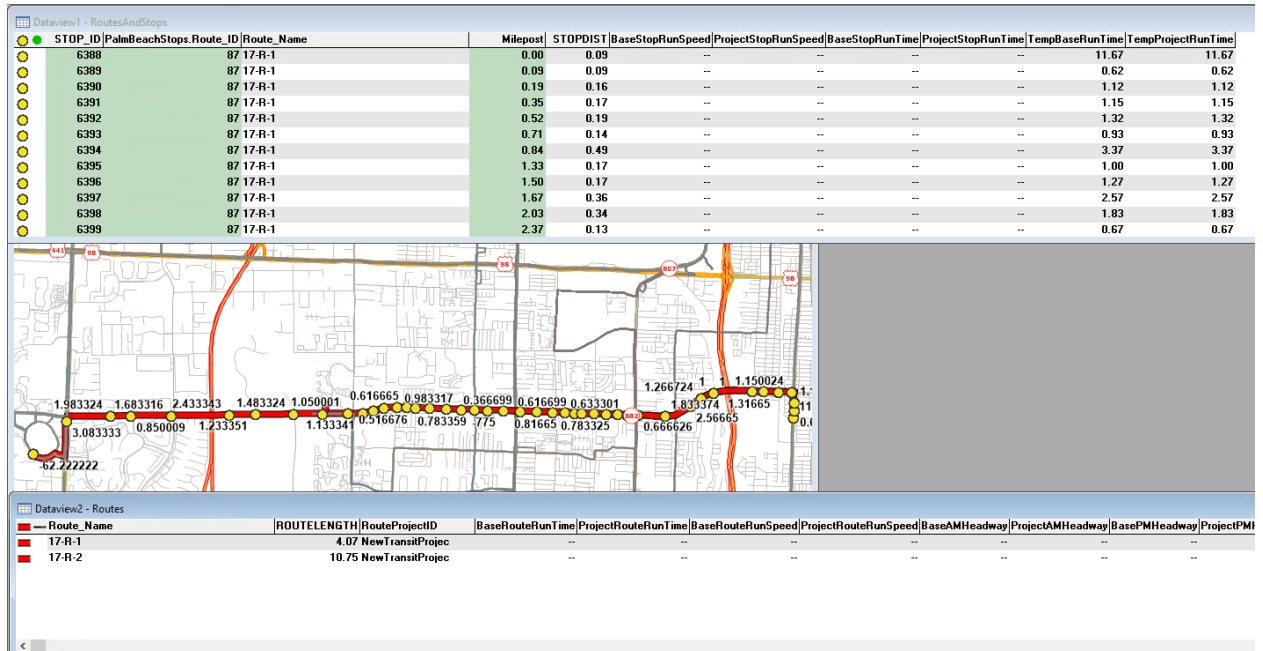 Dataview1 - RoutesAndStops
STOP_ID PalmBeachStops.Route_ID Route_Name Milepost STOPDIST BaseStopRunSpeed ProjectStopRunSpeed BaseStopRunTime ProjectStopRunTime TempBaseRunTime TempProjectRunTime
6388 87 17-R-1 0.00 0.09 -- -- -- -- 11.67 11.67
6389 87 17-R-1 0.09 0.09 -- -- -- -- 0.62 0.62
6390 87 17-R-1 0.19 0.16 -- -- -- -- 1.12 1.12
6391 87 17-R-1 0.35 0.17 -- -- -- -- 1.15 1.15
6392 87 17-R-1 0.52 0.19 -- -- -- -- 1.32 1.32
6393 87 17-R-1 0.71 0.14 -- -- -- -- 0.93 0.93
6394 87 17-R-1 0.84 0.49 -- -- -- -- 3.37 3.37
6395 87 17-R-1 1.33 0.17 -- -- -- -- 1.00 1.00
6396 87 17-R-1 1.50 0.17 -- -- -- -- 1.27 1.27
6397 87 17-R-1 1.67 0.36 -- -- -- -- 2.57 2.57
6398 87 17-R-1 2.03 0.34 -- -- -- -- 1.83 1.83
6399 87 17-R-1 2.37 0.13 -- -- -- -- 0.67 0.67
441 98
98
807
98
1.266724 1 1 1.150024
1.983324 1.683316 2.433343 1.483324 1.050001 0.616665 0.983317 0.366699 0.616699 0.633301 1.833374 1.31665
3.083333 0.850009 1.233351 1.133341 0.516676 0.783359 .775 0.81665 0.783325 882 0.666626 2.56665
-62.222222
Dataview2 - Routes
Route_Name ROUTELENGTH RouteProjectID BaseRouteRunTime ProjectRouteRunTime BaseRouteRunSpeed ProjectRouteRunSpeed BaseAMHeadway ProjectAMHeadway BasePMHeadway ProjectPMH
17-R-1 4.07 NewTransitProjec -- -- -- -- -- -- --
17-R-2 10.75 NewTransitProjec -- -- -- -- -- -- --